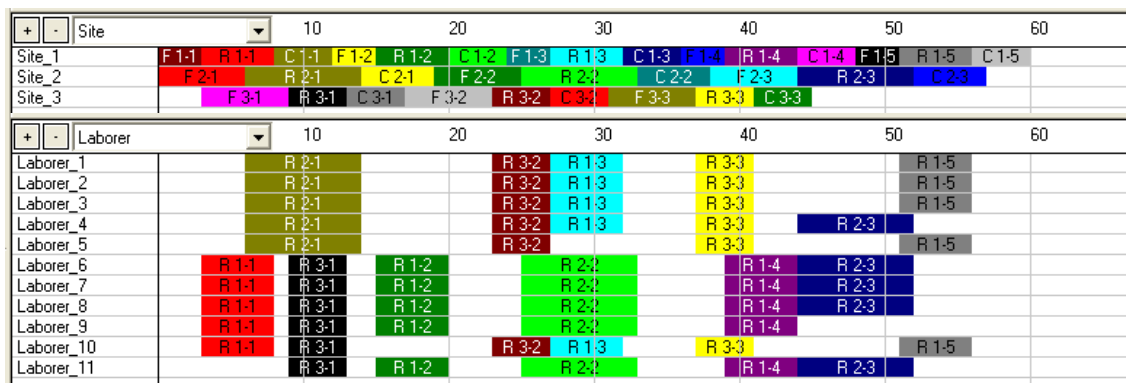 + - Site 10 20 30 40 50 60
Site_1 F 1-1 R 1-1 C 1-1 F 1-2 R 1-2 C 1-2 F 1-3 R 1-3 C 1-3 F 1-4 R 1-4 C 1-4 F 1-5 R 1-5 C 1-5
Site_2 F 2-1 R 2-1 C 2-1 F 2-2 R 2-2 C 2-2 F 2-3 R 2-3 C 2-3
Site_3 F 3-1 R 3-1 C 3-1 F 3-2 R 3-2 C 3-2 F 3-3 R 3-3 C 3-3
+ - Laborer 10 20 30 40 50 60
Laborer_1 R 2-1 R 3-2 R 1-3 R 3-3 R 1-5
Laborer_2 R 2-1 R 3-2 R 1-3 R 3-3 R 1-5
Laborer_3 R 2-1 R 3-2 R 1-3 R 3-3 R 1-5
Laborer_4 R 2-1 R 3-2 R 1-3 R 3-3 R 2-3
Laborer_5 R 2-1 R 3-2 R 3-3 R 1-5
Laborer_6 R 1-1 R 3-1 R 1-2 R 2-2 R 1-4 R 2-3
Laborer_7 R 1-1 R 3-1 R 1-2 R 2-2 R 1-4 R 2-3
Laborer_8 R 1-1 R 3-1 R 1-2 R 2-2 R 1-4 R 2-3
Laborer_9 R 1-1 R 3-1 R 1-2 R 2-2 R 1-4
Laborer_10 R 1-1 R 3-2 R 1-3 R 3-3 R 1-5
Laborer_11 R 3-1 R 1-2 R 2-2 R 1-4 R 2-3